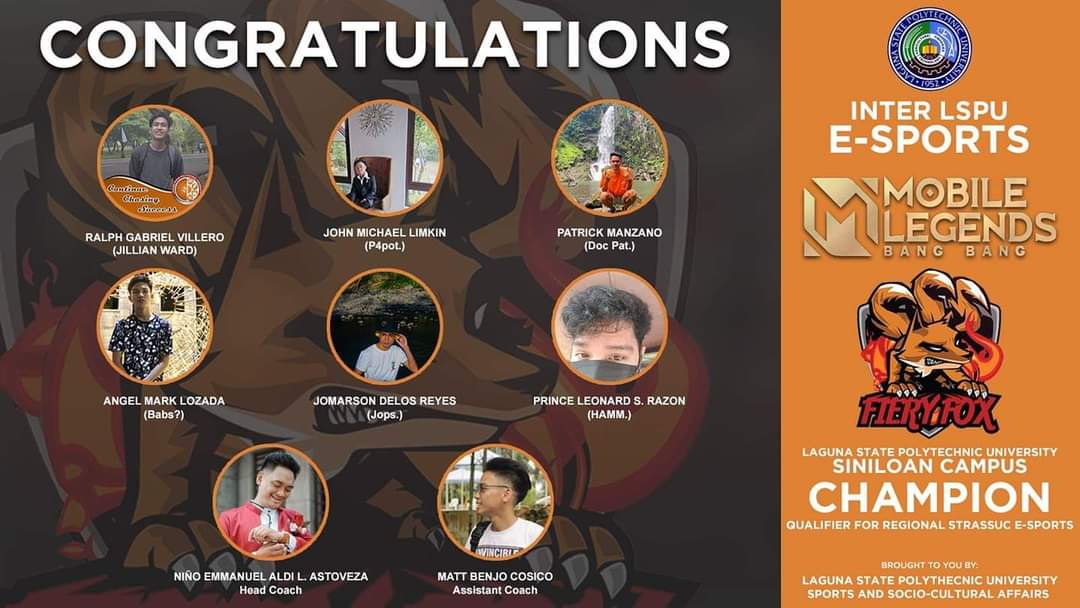 CONGRATULATIONS
Continue
Chasing
Success
RALPH GABRIEL VILLERO
(JILLIAN WARD)
JOHN MICHAEL LIMKIN
(P4pot.)
PATRICK MANZANO
(Doc Pat.)
ANGEL MARK LOZADA
(Babs?)
JOMARSON DELOS REYES
(Jops.)
PRINCE LEONARD S. RAZON
(HAMM.)
INVINCIBLE
NIÑO EMMANUEL ALDI L. ASTOVEZA
Head Coach
MATT BENJO COSICO
Assistant Coach
LAGUNA STATE POLYTECHNIC UNIVERSITY
• 1952 •
INTER LSPU
E-SPORTS
MOBILE
LEGENDS
BANG BANG
FIERY FOX
LAGUNA STATE POLYTECHNIC UNIVERSITY
SINILOAN CAMPUS
CHAMPION
QUALIFIER FOR REGIONAL STRASSUC E-SPORTS
BROUGHT TO YOU BY:
LAGUNA STATE POLYTHECNIC UNIVERSITY
SPORTS AND SOCIO-CULTURAL AFFAIRS